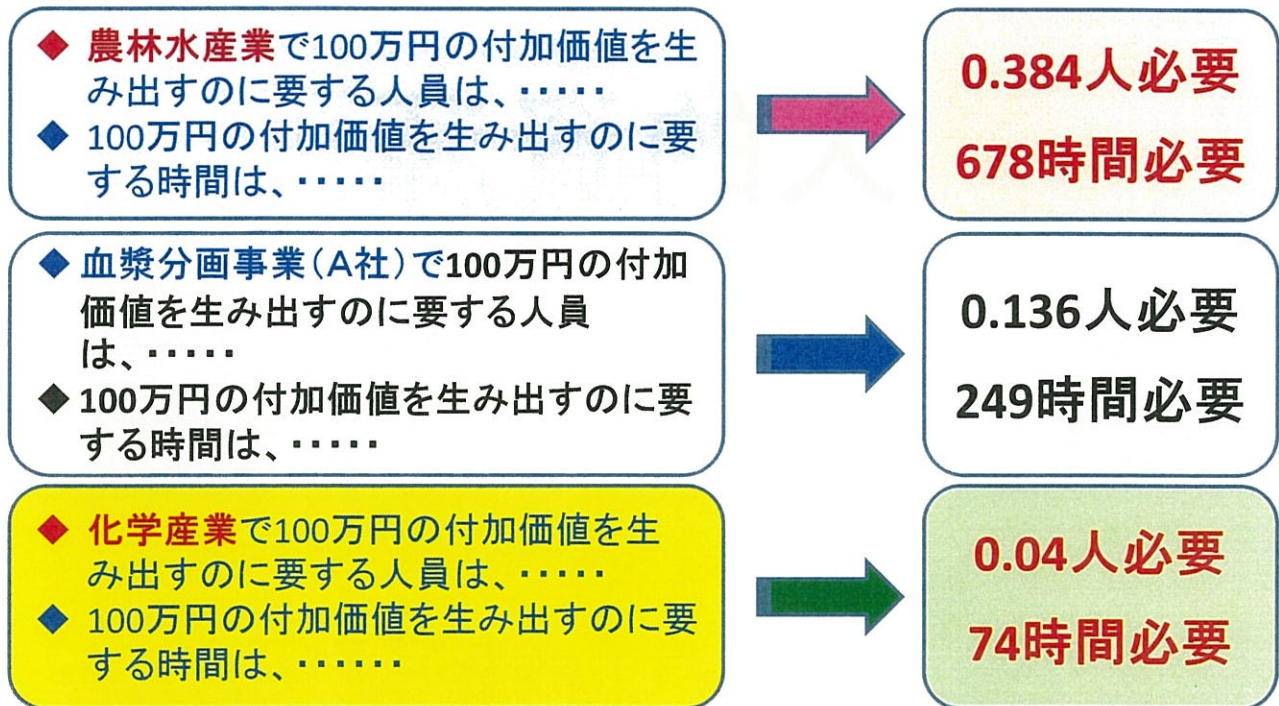 ◆ 農林水産業で100万円の付加価値を生
み出すのに要する人員は、・・・・・
◆ 100万円の付加価値を生み出すのに要
する時間は、・・・・・
0.384人必要
678時間必要
◆ 血漿分画事業(A社)で100万円の付加
価値を生み出すのに要する人員
は、・・・・・
◆ 100万円の付加価値を生み出すのに要
する時間は、・・・・・
0.136人必要
249時間必要
◆ 化学産業で100万円の付加価値を生
み出すのに要する人員は、・・・・・
◆ 100万円の付加価値を生み出すのに要
する時間は、・・・・・・
0.04人必要
74時間必要